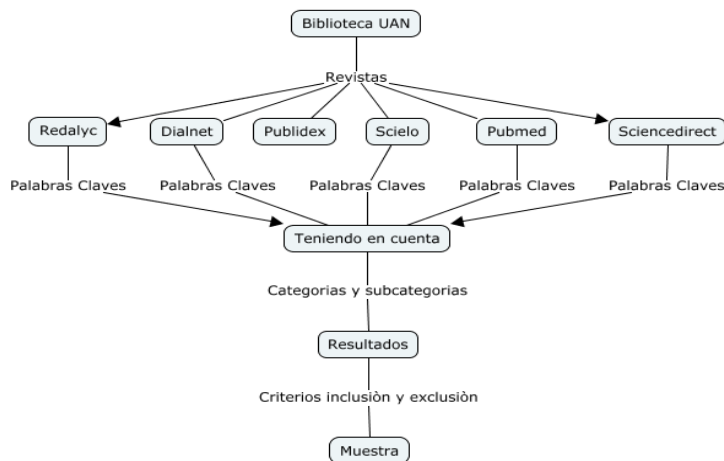 Biblioteca UAN
Revistas
Redalyc
Dialnet
Publidex
Scielo
Pubmed
Sciencedirect
Palabras Claves
Palabras Claves
Palabras Claves
Palabras Claves
Palabras Claves
Teniendo en cuenta
Categorias y subcategorias
Resultados
Criterios inclusiòn y exclusiòn
Muestra